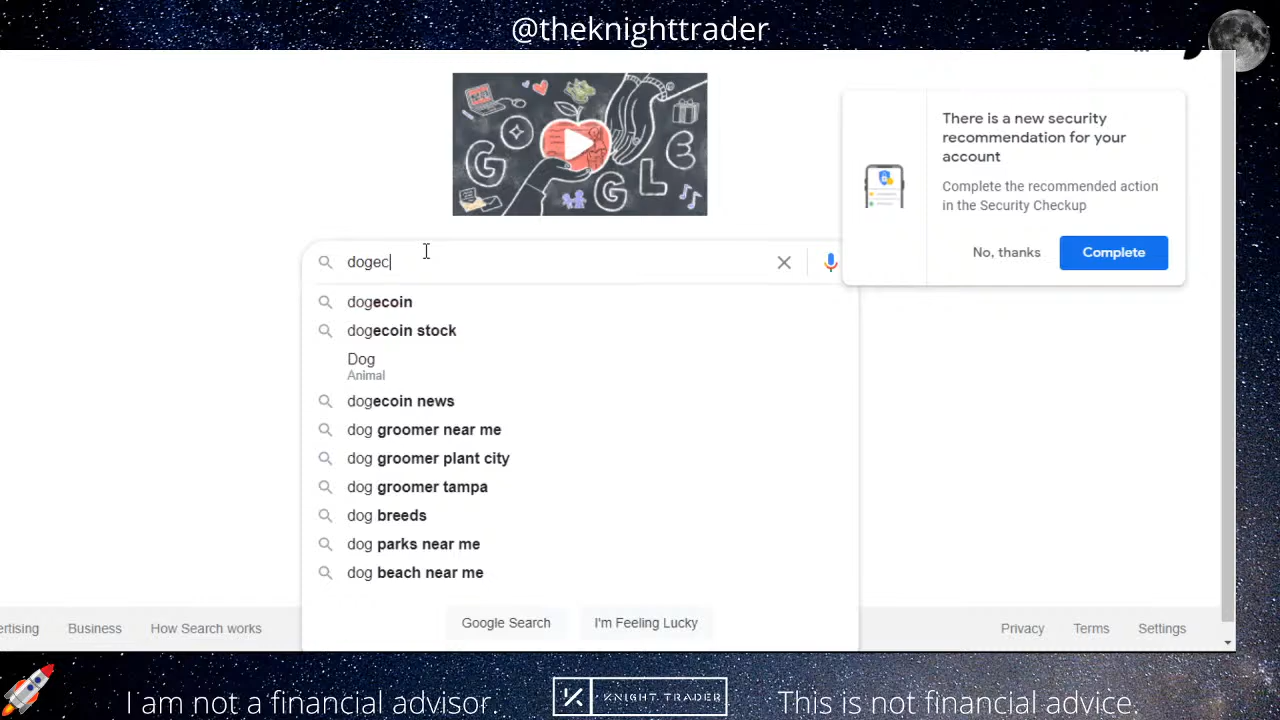 @theknighttrader
G
G
L
E
There is a new security
recommendation for your
account
Complete the recommended action
in the Security Checkup
No, thanks
Complete
dogec
dogecoin
dogecoin stock
Dog
Animal
dogecoin news
dog groomer near me
dog groomer plant city
dog groomer tampa
dog breeds
dog parks near me
dog beach near me
Google Search
I'm Feeling Lucky
ertising
Business
How Search works
Privacy
Terms
Settings
I am not a financial advisor.
KNIGHT TRADER
This is not financial advice.